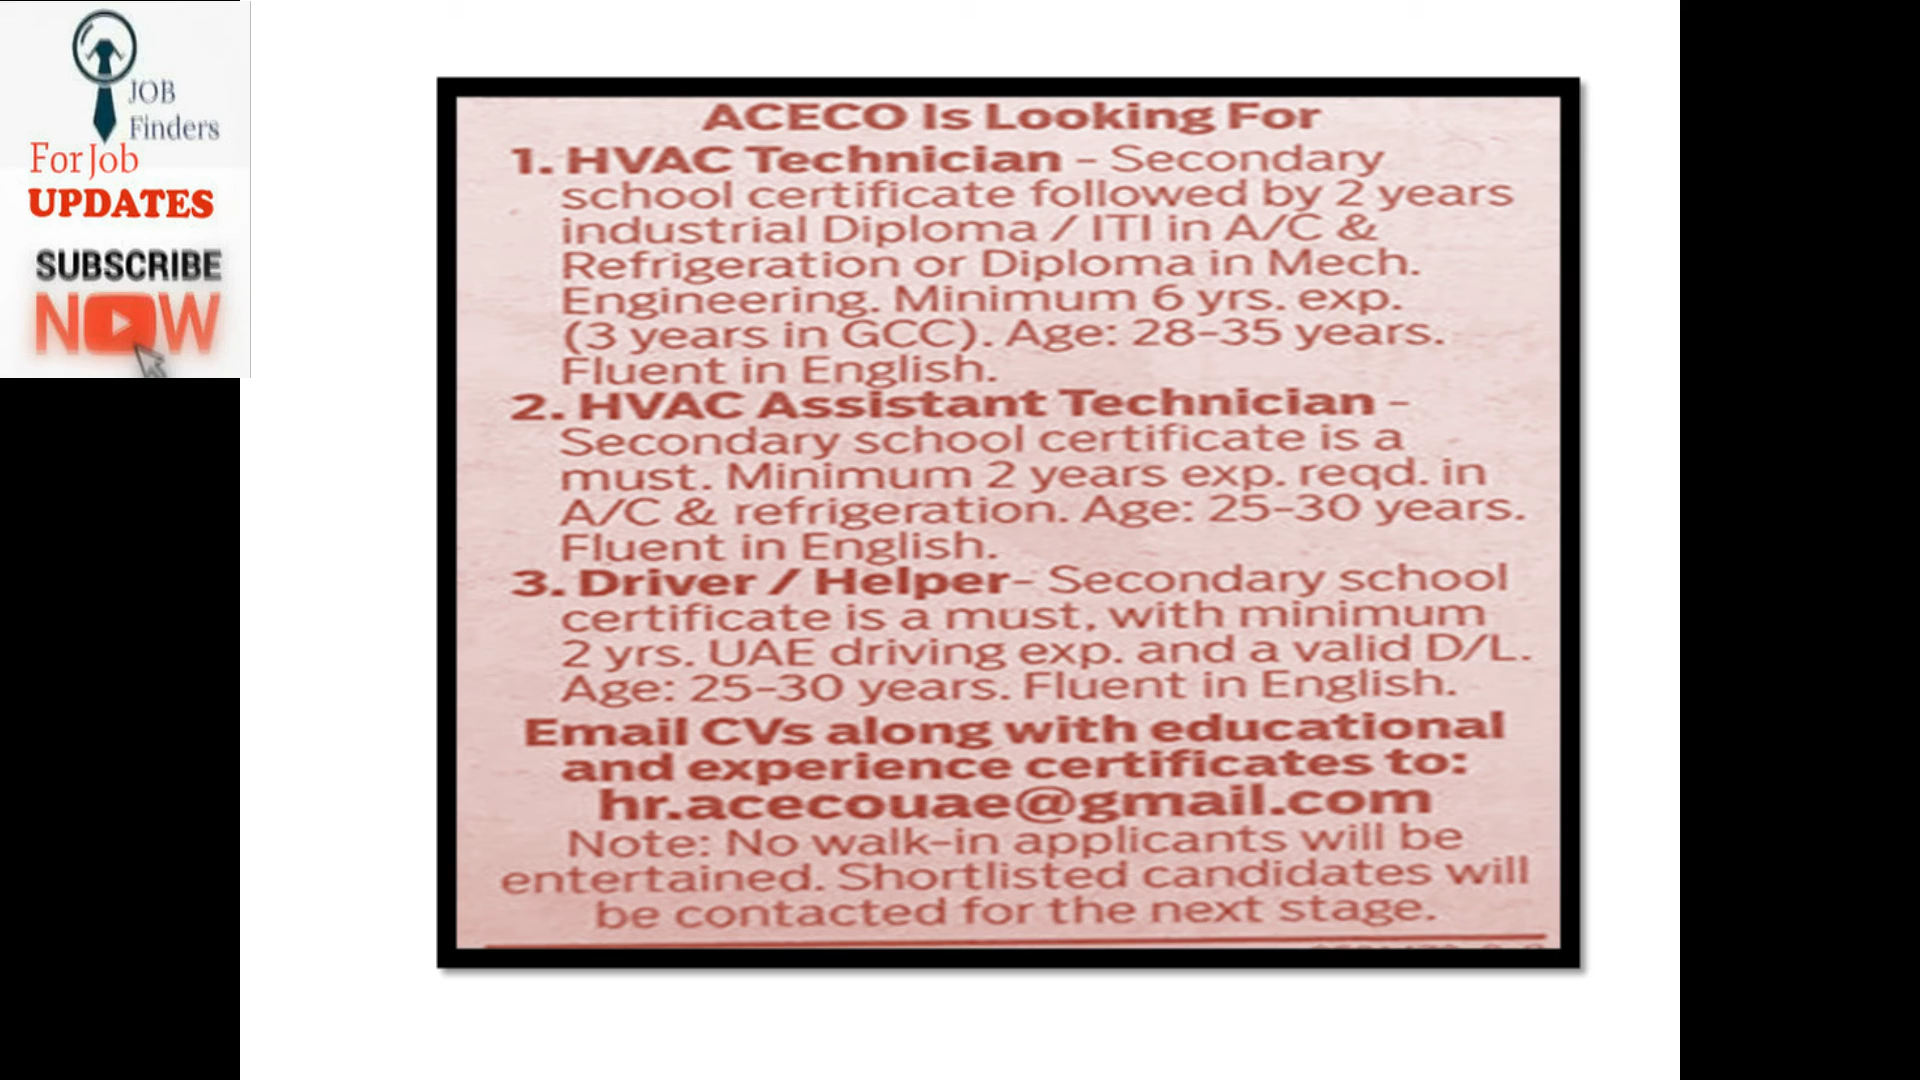 JOB
Finders
For Job
UPDATES
SUBSCRIBE
NOW
ACECO Is Looking For
1. HVAC Technician - Secondary
school certificate followed by 2 years
industrial Diploma / ITI in A/C &
Refrigeration or Diploma in Mech.
Engineering. Minimum 6 yrs. exp.
(3 years in GCC). Age: 28-35 years.
Fluent in English.
2. HVAC Assistant Technician -
Secondary school certificate is a
must. Minimum 2 years exp. reqd. in
A/C & refrigeration. Age: 25-30 years.
Fluent in English.
3. Driver / Helper- Secondary school
certificate is a must, with minimum
2 yrs. UAE driving exp. and a valid D/L.
Age: 25-30 years. Fluent in English.
Email CVs along with educational
and experience certificates to:
hr.acecouae@gmail.com
Note: No walk-in applicants will be
entertained. Shortlisted candidates will
be contacted for the next stage.